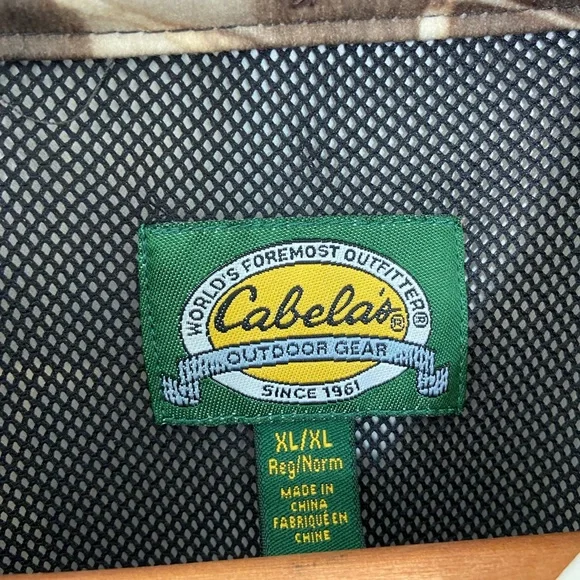 WORLD'S FOREMOST OUTFITTER®
Cabela's®
OUTDOOR GEAR
SINCE 1961
XL/XL
Reg/Norm
MADE IN
CHINA
FABRIQUÉ EN
CHINE